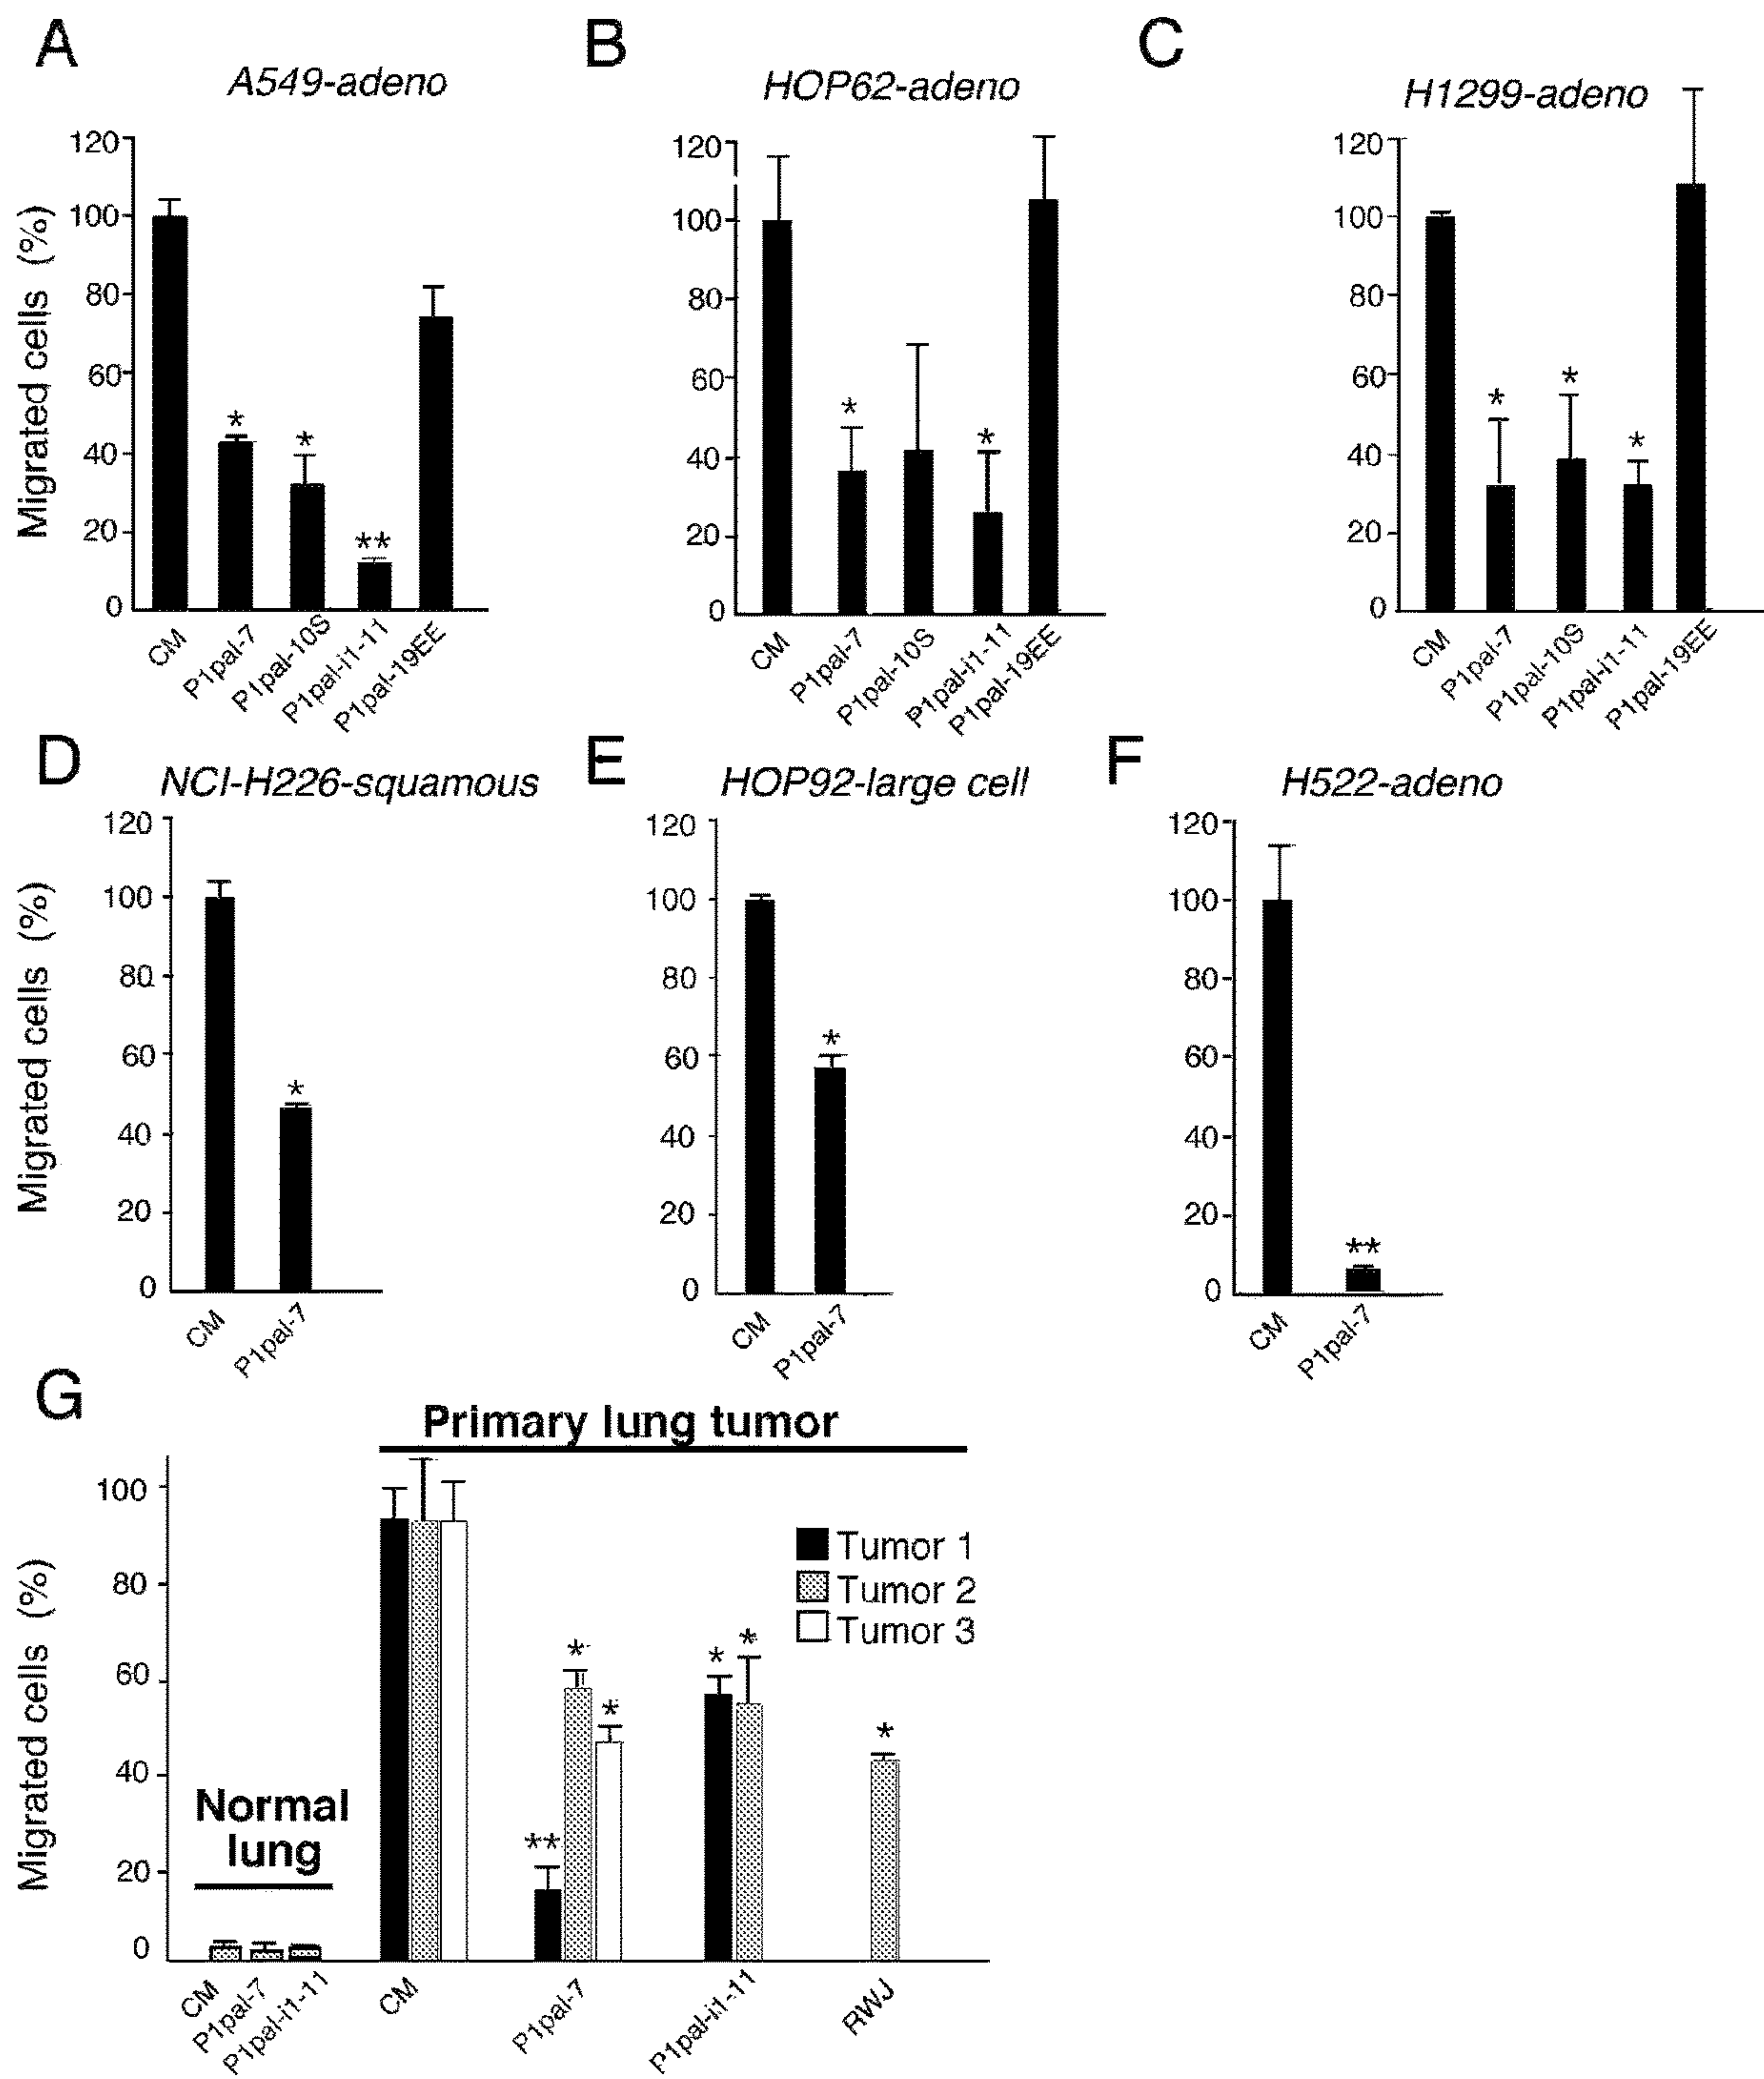 A
A549-adeno
Migrated cells (%)
120
100
80
60
40
20
0
* * **
CM P1pal-7 P1pal-10S P1pal-i1-11 P1pal-19EE
B
HOP62-adeno
120
100
80
60
40
20
0
* *
CM P1pal-7 P1pal-10S P1pal-i1-11 P1pal-19EE
C
H1299-adeno
120
100
80
60
40
20
0
* * *
CM P1pal-7 P1pal-10S P1pal-i1-11 P1pal-19EE
D
NCI-H226-squamous
Migrated cells (%)
120
100
80
60
40
20
0
*
CM P1pal-7
E
HOP92-large cell
120
100
80
60
40
20
0
*
CM P1pal-7
F
H522-adeno
120
100
80
60
40
20
0
**
CM P1pal-7
G
Primary lung tumor
Migrated cells (%)
100
80
60
40
20
0
Tumor 1
Tumor 2
Tumor 3
Normal
lung
** * * * * *
CM P1pal-7 P1pal-i1-11 CM P1pal-7 P1pal-i1-11 RWJ